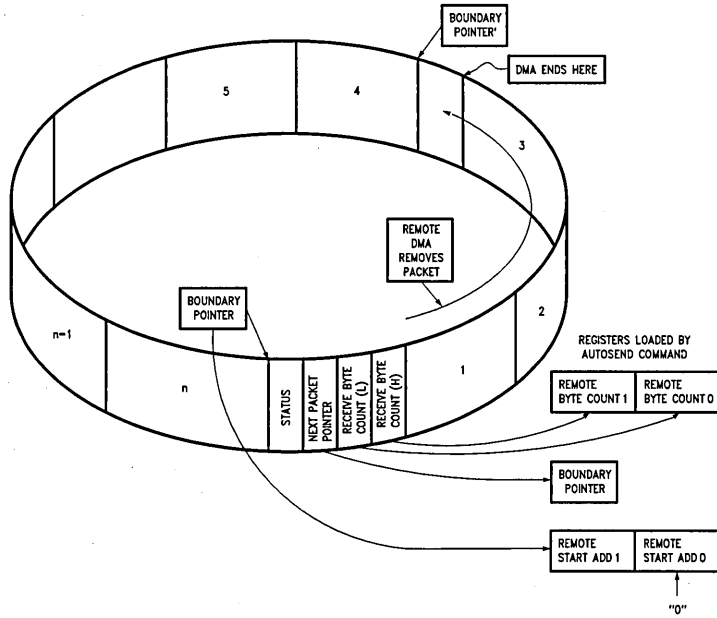 BOUNDARY
POINTER'
DMA ENDS HERE
5
4
3
REMOTE
DMA
REMOVES
PACKET
BOUNDARY
POINTER
2
n-1
n
1
STATUS
NEXT PACKET
POINTER
RECEIVE BYTE
COUNT (L)
RECEIVE BYTE
COUNT (H)
REGISTERS LOADED BY
AUTOSEND COMMAND
REMOTE
BYTE COUNT 1
REMOTE
BYTE COUNT 0
BOUNDARY
POINTER
REMOTE
START ADD 1
REMOTE
START ADD 0
"0"